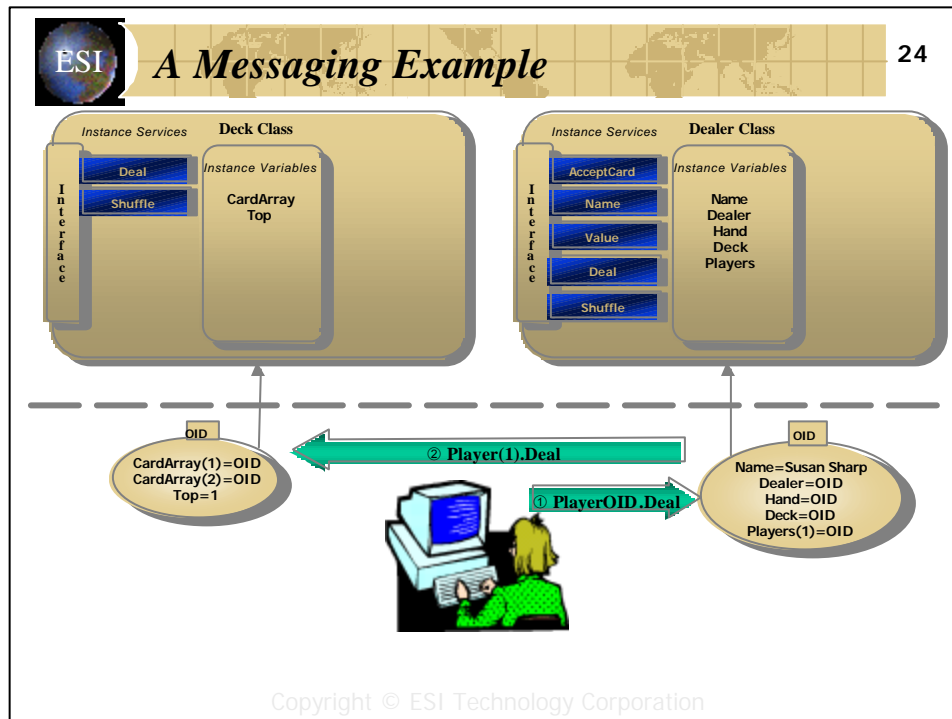 ESI
A Messaging Example
24
Instance Services
Deck Class
Interface
Deal
Shuffle
Instance Variables
CardArray
Top
Instance Services
Dealer Class
Interface
AcceptCard
Name
Value
Deal
Shuffle
Instance Variables
Name
Dealer
Hand
Deck
Players
OID
CardArray(1)=OID
CardArray(2)=OID
Top=1
② Player(1).Deal
① PlayerOID.Deal
OID
Name=Susan Sharp
Dealer=OID
Hand=OID
Deck=OID
Players(1)=OID
Copyright © ESI Technology Corporation